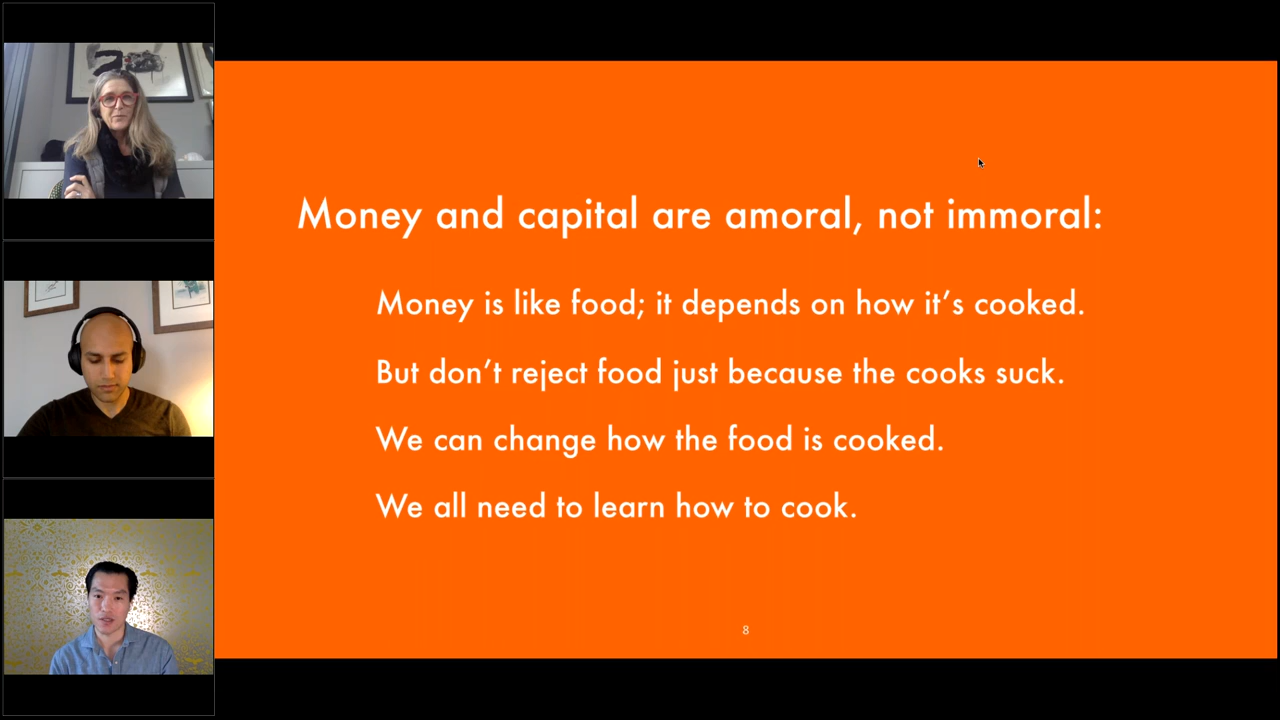 Money and capital are amoral, not immoral:
Money is like food; it depends on how it’s cooked.
But don’t reject food just because the cooks suck.
We can change how the food is cooked.
We all need to learn how to cook.
8